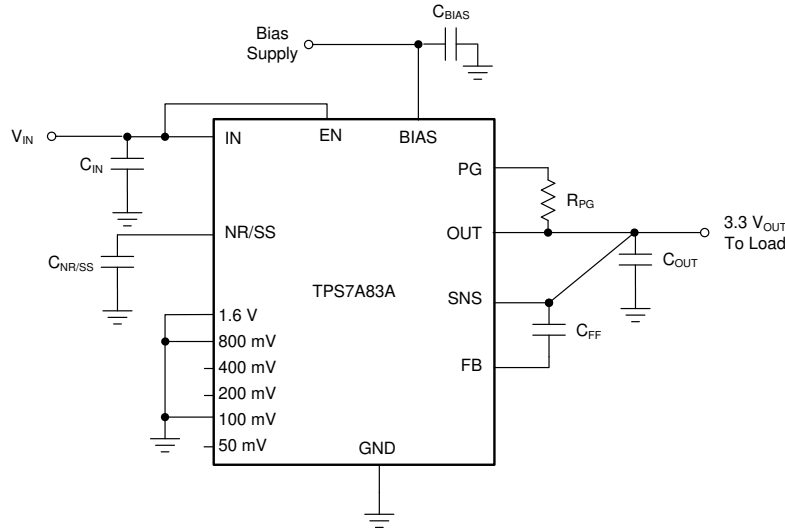 C_BIAS
Bias
Supply
V_IN
IN
EN
BIAS
C_IN
PG
R_PG
NR/SS
OUT
3.3 V_OUT
To Load
C_NR/SS
C_OUT
TPS7A83A
SNS
1.6 V
C_FF
800 mV
400 mV
FB
200 mV
100 mV
50 mV
GND